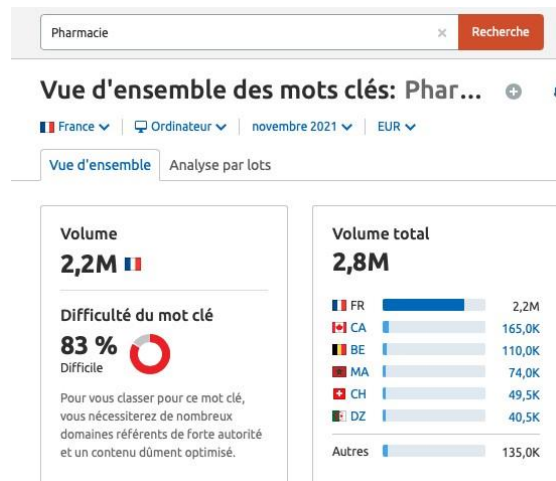 Pharmacie
Recherche
Vue d'ensemble des mots clés: Phar...
France Ordinateur novembre 2021 EUR
Vue d'ensemble Analyse par lots
Volume
2,2M
Difficulté du mot clé
83 %
Difficile
Pour vous classer pour ce mot clé,
vous nécessiterez de nombreux
domaines référents de forte autorité
et un contenu dûment optimisé.
Volume total
2,8M
FR 2,2M
CA 165,0K
BE 110,0K
MA 74,0K
CH 49,5K
DZ 40,5K
Autres 135,0K